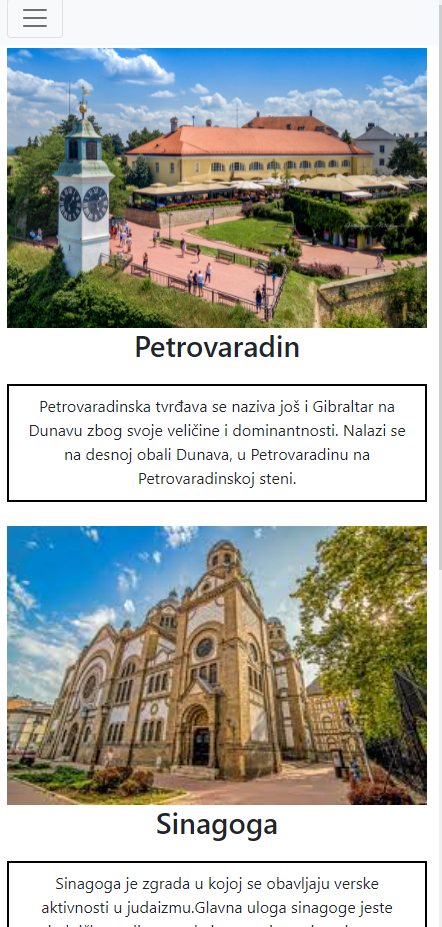 Petrovaradin
Petrovaradinska tvrđava se naziva još i Gibraltar na
Dunavu zbog svoje veličine i dominantnosti. Nalazi se
na desnoj obali Dunava, u Petrovaradinu na
Petrovaradinskoj steni.
Sinagoga
Sinagoga je zgrada u kojoj se obavljaju verske
aktivnosti u judaizmu.Glavna uloga sinagoge jeste